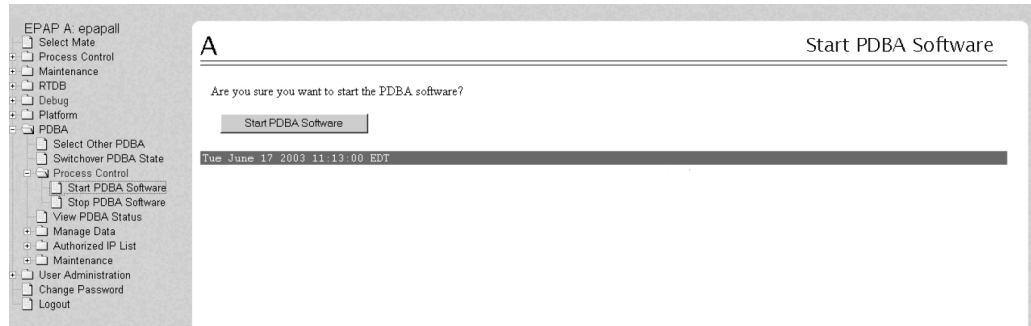 EPAP A: epapall
Select Mate
Process Control
Maintenance
RTDB
Debug
Platform
PDBA
Select Other PDBA
Switchover PDBA State
Process Control
Start PDBA Software
Stop PDBA Software
View PDBA Status
Manage Data
Authorized IP List
Maintenance
User Administration
Change Password
Logout
A
Start PDBA Software
Are you sure you want to start the PDBA software?
Start PDBA Software
Tue June 17 2003 11:13:00 EDT